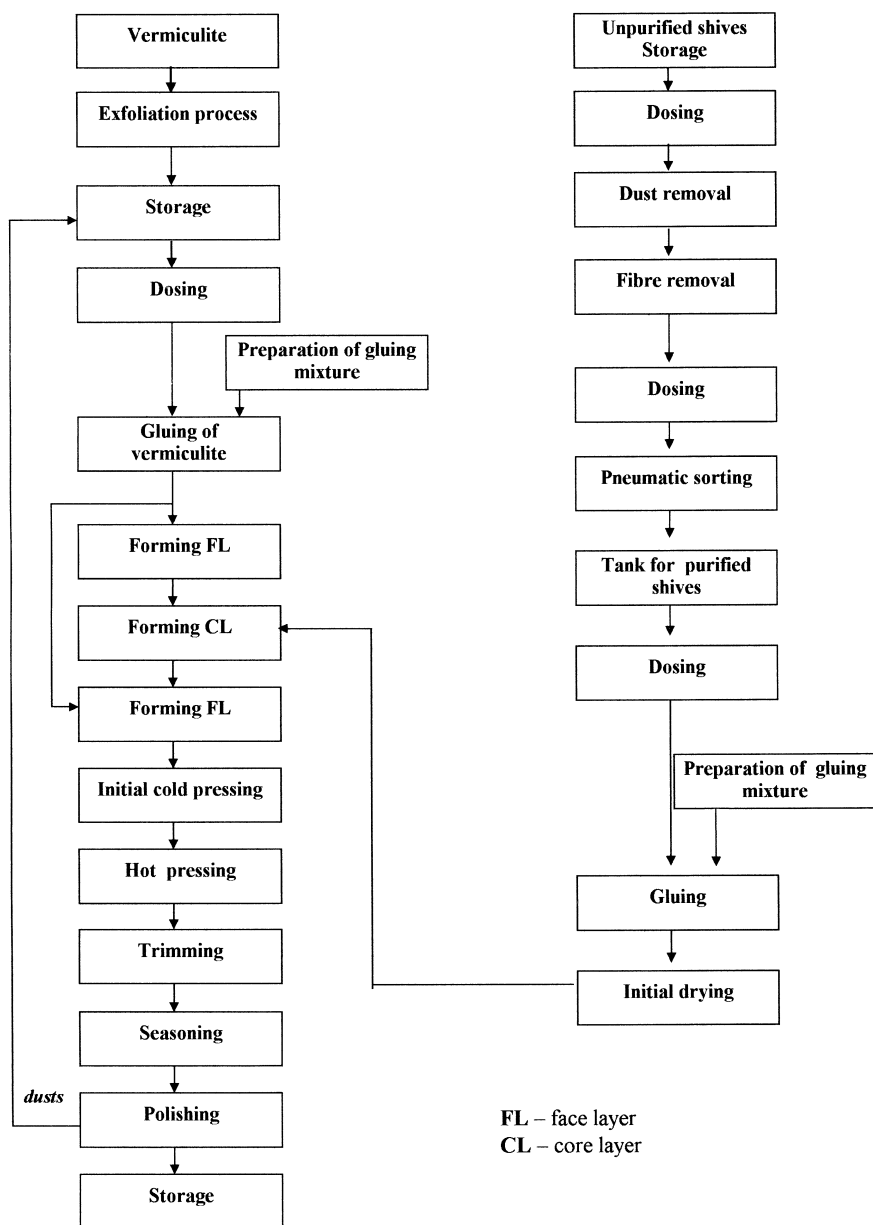 Vermiculite
Exfoliation process
Storage
Dosing
Preparation of gluing
mixture
Gluing of
vermiculite
Forming FL
Forming CL
Forming FL
Initial cold pressing
Hot pressing
Trimming
Seasoning
dusts
Polishing
Storage
Unpurified shives
Storage
Dosing
Dust removal
Fibre removal
Dosing
Pneumatic sorting
Tank for purified
shives
Dosing
Preparation of gluing
mixture
Gluing
Initial drying
FL – face layer
CL – core layer